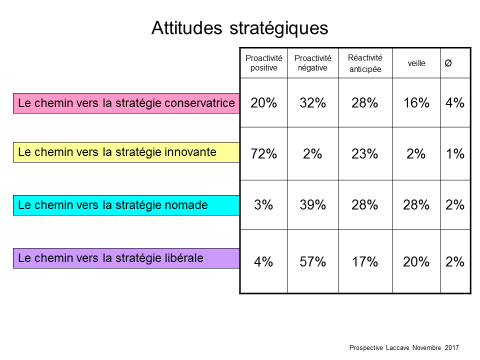 Attitudes stratégiques
Proactivité positive Proactivité négative Réactivité anticipée veille Ø
Le chemin vers la stratégie conservatrice 20% 32% 28% 16% 4%
Le chemin vers la stratégie innovante 72% 2% 23% 2% 1%
Le chemin vers la stratégie nomade 3% 39% 28% 28% 2%
Le chemin vers la stratégie libérale 4% 57% 17% 20% 2%
Prospective Laccave Novembre 2017